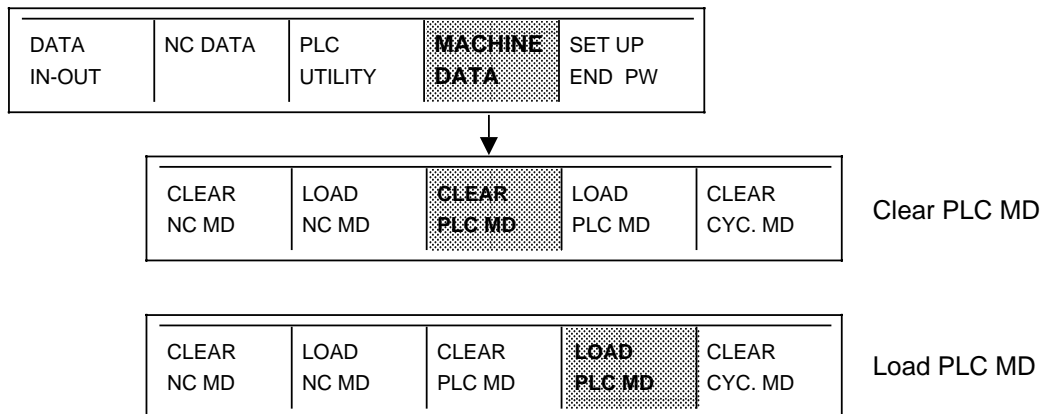 DATA NC DATA PLC MACHINE SET UP
IN-OUT UTILITY DATA END PW
CLEAR LOAD CLEAR LOAD CLEAR
NC MD NC MD PLC MD PLC MD CYC. MD
Clear PLC MD
CLEAR LOAD CLEAR LOAD CLEAR
NC MD NC MD PLC MD PLC MD CYC. MD
Load PLC MD